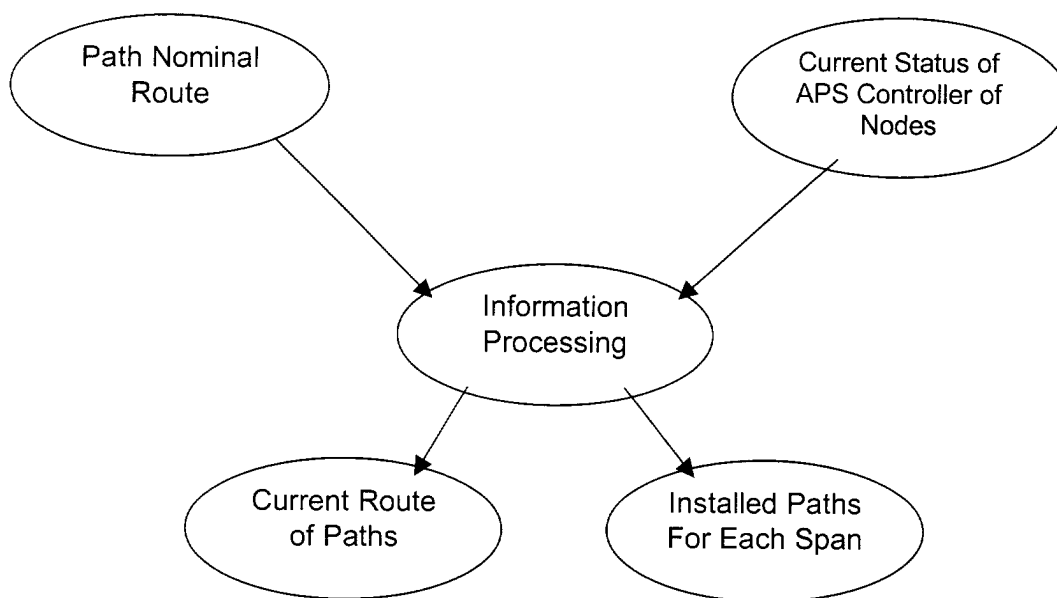 Path Nominal
Route
Current Status of
APS Controller of
Nodes
Information
Processing
Current Route
of Paths
Installed Paths
For Each Span